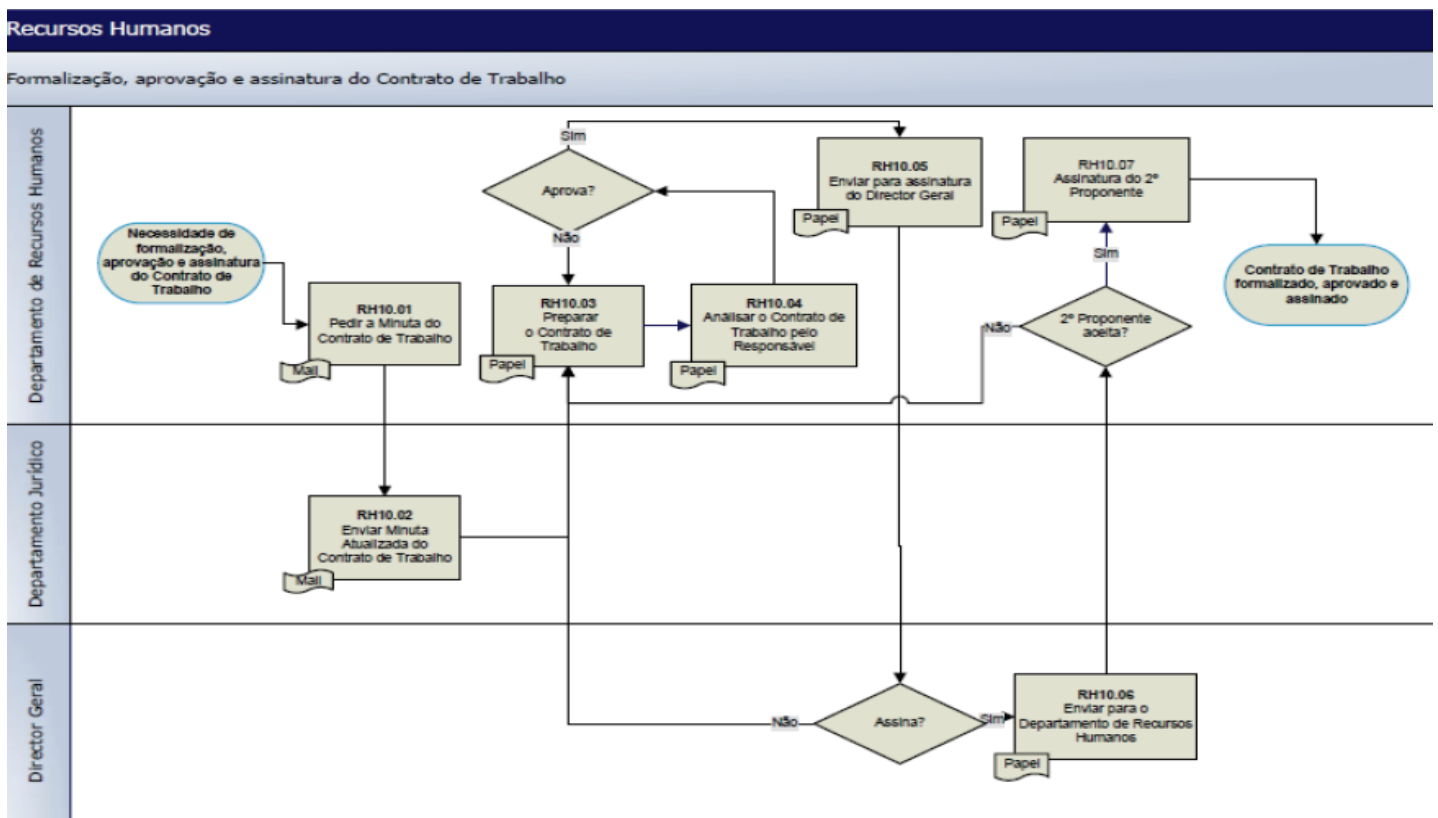 Recursos Humanos
Formalização, aprovação e assinatura do Contrato de Trabalho
Departamento de Recursos Humanos
Necessidade de
formalização,
aprovação e assinatura
do Contrato de
Trabalho
RH10.01
Pedir a Minuta do
Contrato de Trabalho
Mail
Sim
Aprova?
Não
RH10.03
Preparar
o Contrato de
Trabalho
Papel
RH10.04
Análisar o Contrato de
Trabalho pelo
Responsável
Papel
RH10.05
Enviar para assinatura
do Director Geral
Papel
RH10.07
Assinatura do 2º
Proponente
Papel
Sim
2º Proponente
aceita?
Não
Contrato de Trabalho
formalizado, aprovado e
assinado
Departamento Jurídico
RH10.02
Enviar Minuta
Atualizada do
Contrato de Trabalho
Mail
Director Geral
Não
Assina?
Sim
RH10.06
Enviar para o
Departamento de Recursos
Humanos
Papel